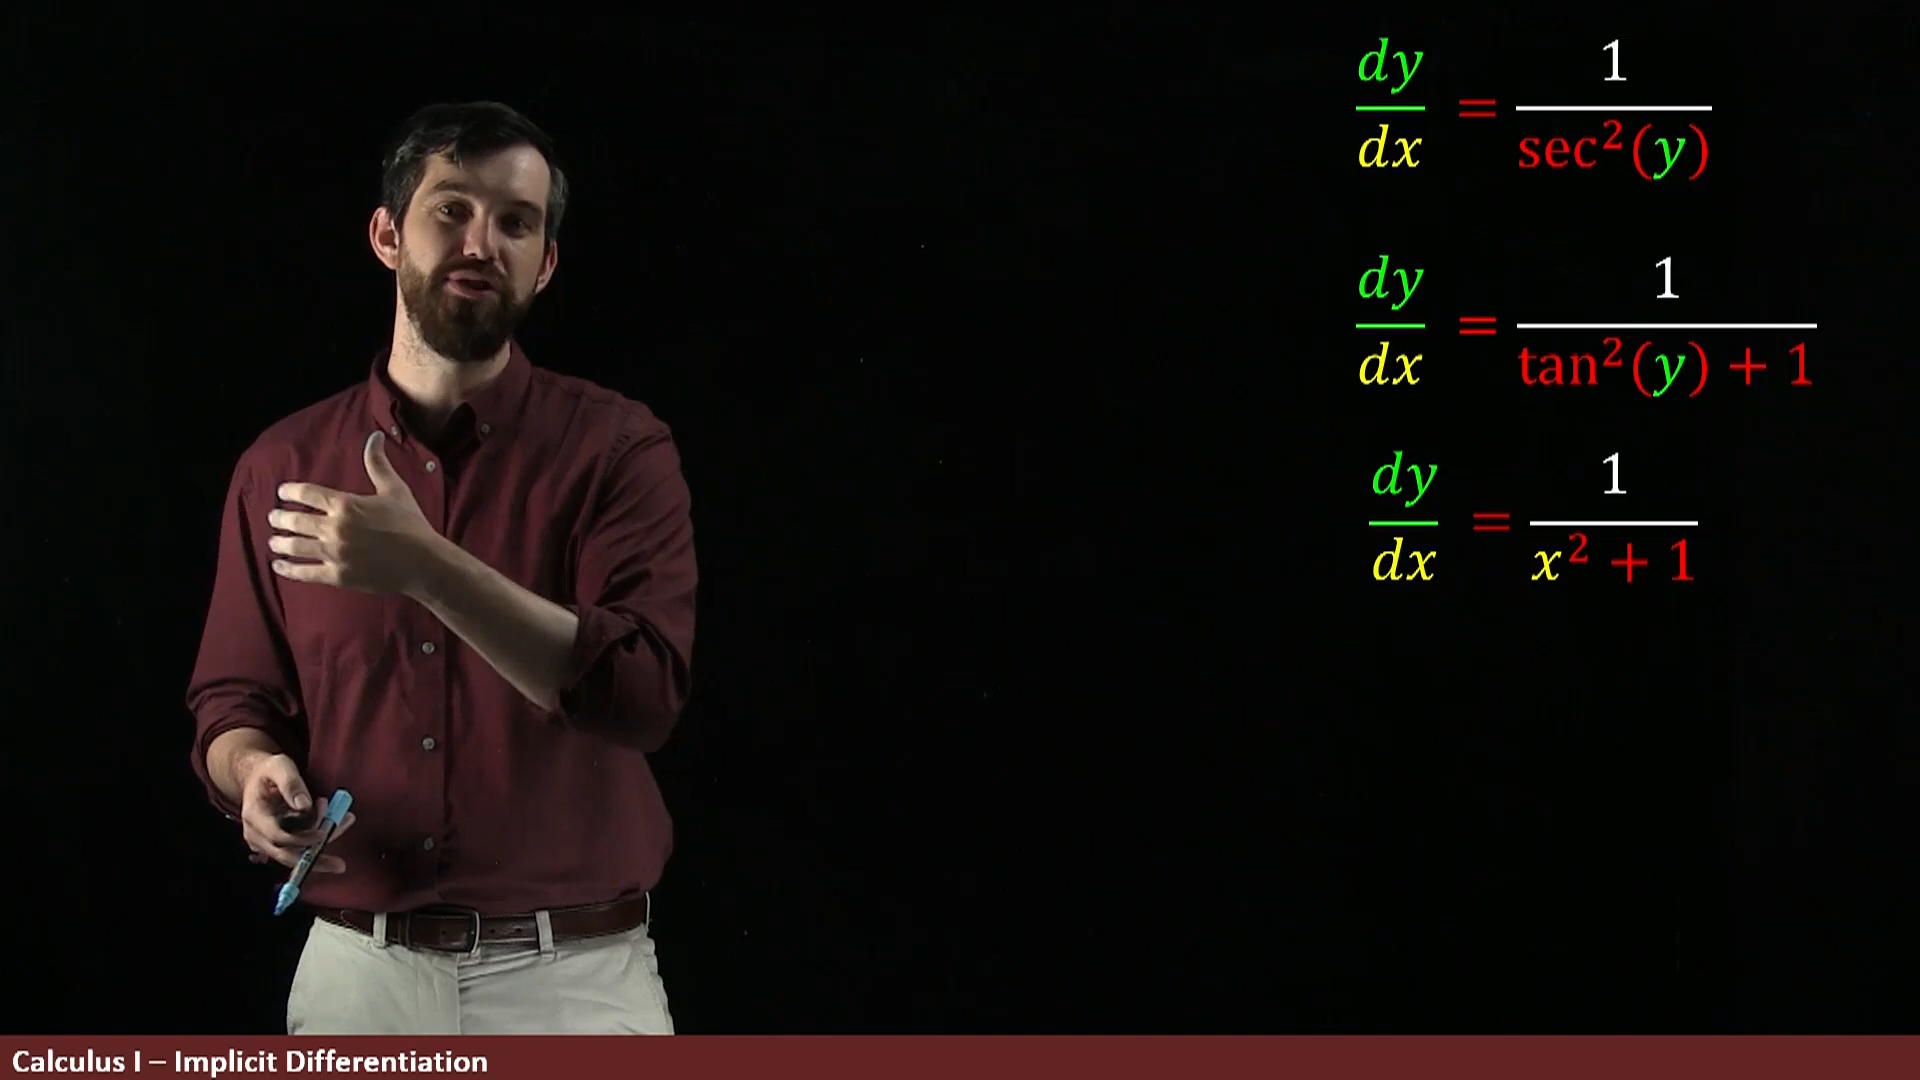 dy/dx = 1/sec²(y)
dy/dx = 1/(tan²(y) + 1)
dy/dx = 1/(x² + 1)
Calculus I – Implicit Differentiation